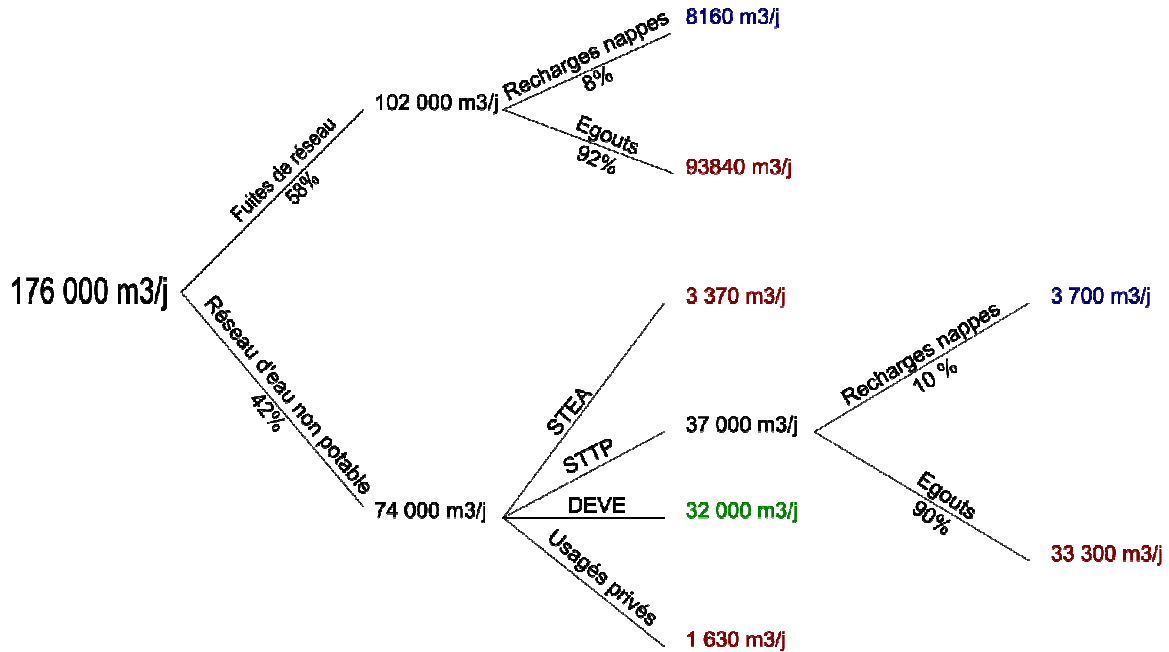 176 000 m3/j
Fuites de réseau
58%
102 000 m3/j
Recharges nappes
8%
8160 m3/j
Egouts
92%
93840 m3/j
Réseau d'eau non potable
42%
74 000 m3/j
STEA
3 370 m3/j
STTP
37 000 m3/j
Recharges nappes
10 %
3 700 m3/j
Egouts
90%
33 300 m3/j
DEVE
32 000 m3/j
Usagés privés
1 630 m3/j